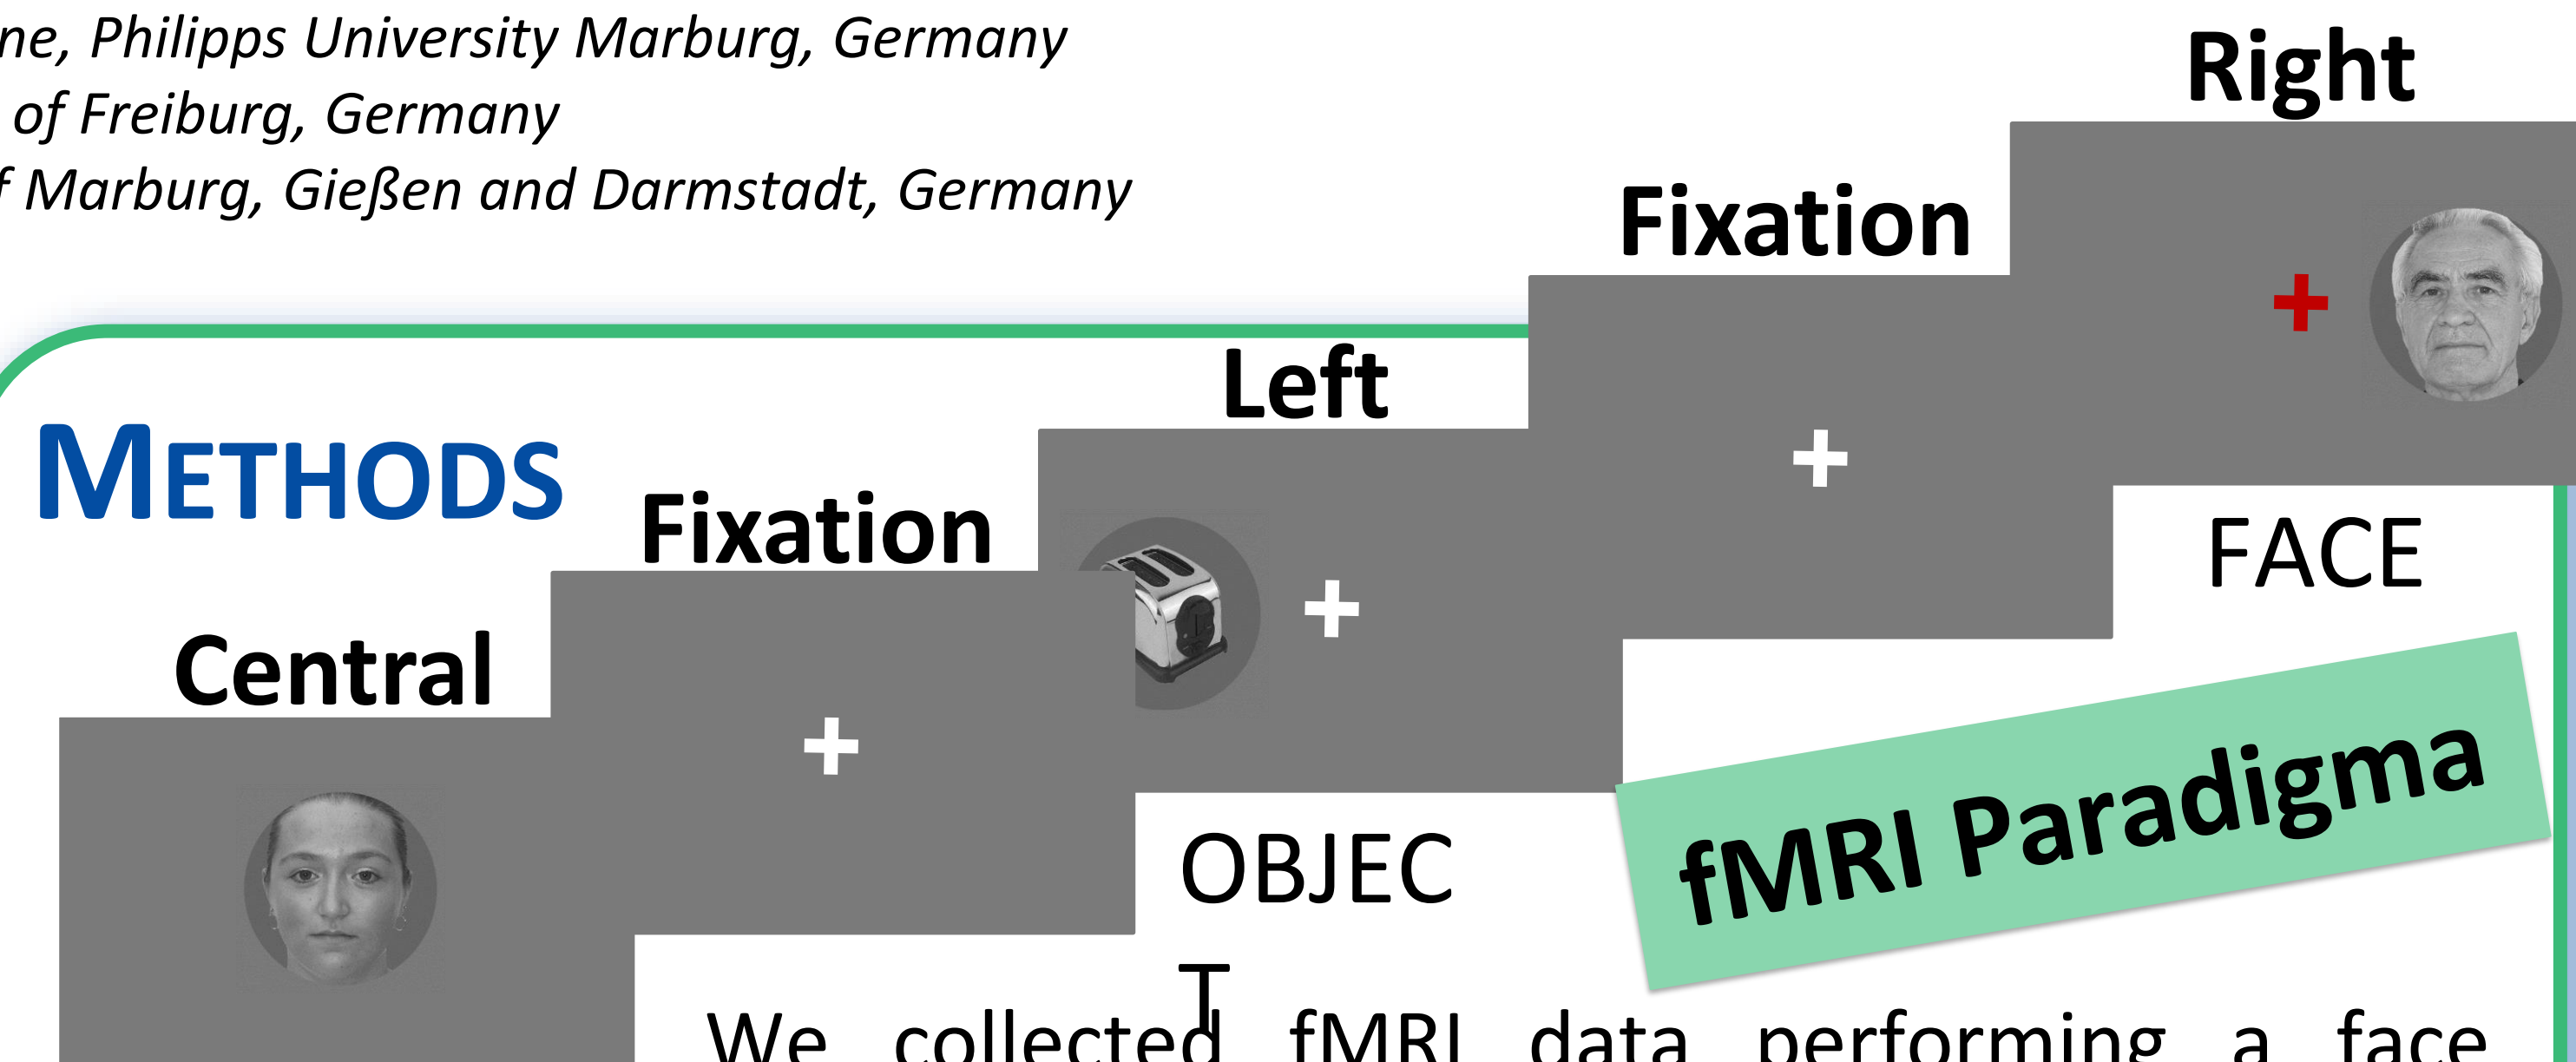 ne, Philipps University Marburg, Germany
of Freiburg, Germany
f Marburg, Gießen and Darmstadt, Germany
Right
Fixation
Left
METHODS
Fixation
Central
FACE
OBJEC
T
fMRI Paradigma
We collected fMRI data performing a face